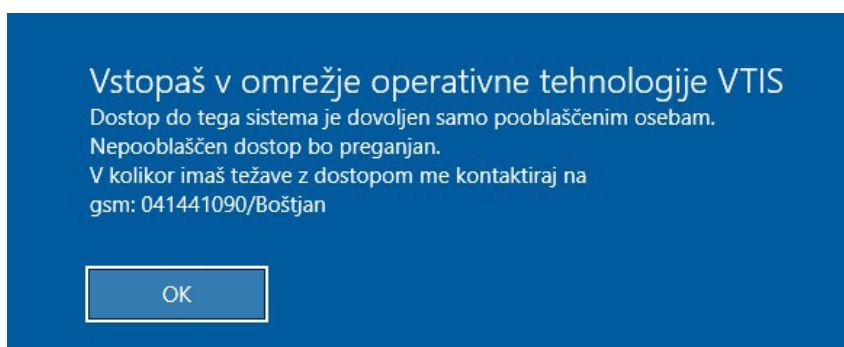 Vstopaš v omrežje operativne tehnologije VTIS
Dostop do tega sistema je dovoljen samo pooblaščenim osebam.
Nepooblaščen dostop bo preganjan.
V kolikor imaš težave z dostopom me kontaktiraj na
gsm: 041441090/Boštjan
OK